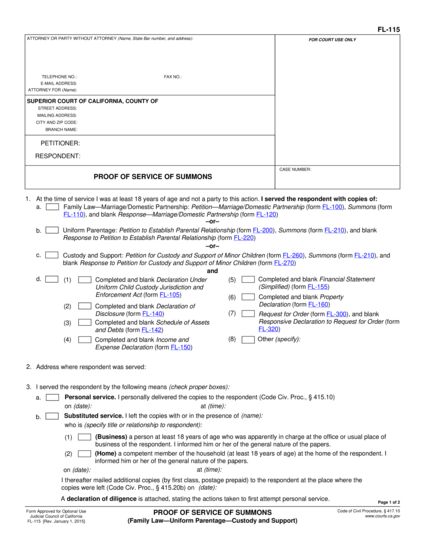 FL-115
ATTORNEY OR PARTY WITHOUT ATTORNEY (Name, State Bar number, and address):
FOR COURT USE ONLY
TELEPHONE NO.: FAX NO.:
E-MAIL ADDRESS:
ATTORNEY FOR (Name):
SUPERIOR COURT OF CALIFORNIA, COUNTY OF
STREET ADDRESS:
MAILING ADDRESS:
CITY AND ZIP CODE:
BRANCH NAME:
PETITIONER:
RESPONDENT:
PROOF OF SERVICE OF SUMMONS
CASE NUMBER:
1. At the time of service I was at least 18 years of age and not a party to this action. I served the respondent with copies of:
a. Family Law—Marriage/Domestic Partnership: Petition—Marriage/Domestic Partnership (form FL-100), Summons (form
FL-110), and blank Response—Marriage/Domestic Partnership (form FL-120)
–or–
b. Uniform Parentage: Petition to Establish Parental Relationship (form FL-200), Summons (form FL-210), and blank
Response to Petition to Establish Parental Relationship (form FL-220)
–or–
c. Custody and Support: Petition for Custody and Support of Minor Children (form FL-260), Summons (form FL-210), and
blank Response to Petition for Custody and Support of Minor Children (form FL-270)
and
d. (1) Completed and blank Declaration Under
Uniform Child Custody Jurisdiction and
Enforcement Act (form FL-105)
(2) Completed and blank Declaration of
Disclosure (form FL-140)
(3) Completed and blank Schedule of Assets
and Debts (form FL-142)
(4) Completed and blank Income and
Expense Declaration (form FL-150)
(5) Completed and blank Financial Statement
(Simplified) (form FL-155)
(6) Completed and blank Property
Declaration (form FL-160)
(7) Request for Order (form FL-300), and blank
Responsive Declaration to Request for Order (form
FL-320)
(8) Other (specify):
2. Address where respondent was served:
3. I served the respondent by the following means (check proper boxes):
a. Personal service. I personally delivered the copies to the respondent (Code Civ. Proc., § 415.10)
on (date): at (time):
b. Substituted service. I left the copies with or in the presence of (name):
who is (specify title or relationship to respondent):
(1) (Business) a person at least 18 years of age who was apparently in charge at the office or usual place of
business of the respondent. I informed him or her of the general nature of the papers.
(2) (Home) a competent member of the household (at least 18 years of age) at the home of the respondent. I
informed him or her of the general nature of the papers.
on (date): at (time):
I thereafter mailed additional copies (by first class, postage prepaid) to the respondent at the place where the
copies were left (Code Civ. Proc., § 415.20b) on (date):
A declaration of diligence is attached, stating the actions taken to first attempt personal service.
Page 1 of 2
Form Approved for Optional Use
Judicial Council of California
FL-115 [Rev. January 1, 2015]
PROOF OF SERVICE OF SUMMONS
(Family Law—Uniform Parentage—Custody and Support)
Code of Civil Procedure, § 417.10
www.courts.ca.gov